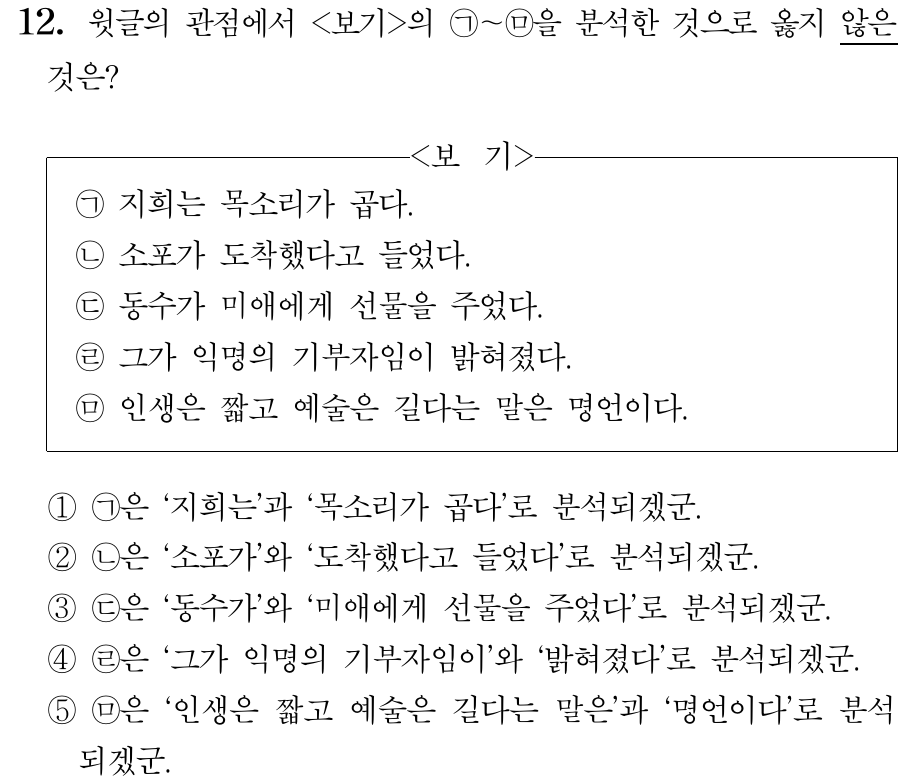 12. 윗글의 관점에서 <보기>의 ㉠~㉤을 분석한 것으로 옳지 않은
것은?
<보 기>
㉠ 지희는 목소리가 곱다.
㉡ 소포가 도착했다고 들었다.
㉢ 동수가 미애에게 선물을 주었다.
㉣ 그가 익명의 기부자임이 밝혀졌다.
㉤ 인생은 짧고 예술은 길다는 말은 명언이다.
① ㉠은 ‘지희는’과 ‘목소리가 곱다’로 분석되겠군.
② ㉡은 ‘소포가’와 ‘도착했다고 들었다’로 분석되겠군.
③ ㉢은 ‘동수가’와 ‘미애에게 선물을 주었다’로 분석되겠군.
④ ㉣은 ‘그가 익명의 기부자임이’와 ‘밝혀졌다’로 분석되겠군.
⑤ ㉤은 ‘인생은 짧고 예술은 길다는 말은’과 ‘명언이다’로 분석
되겠군.